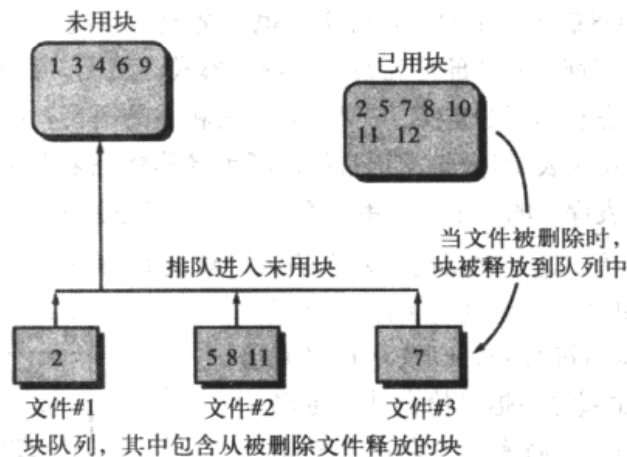 未用块
1 3 4 6 9
已用块
2 5 7 8 10
11 12
当文件被删除时，
块被释放到队列中
排队进入未用块
2
5 8 11
7
文件#1
文件#2
文件#3
块队列，其中包含从被删除文件释放的块